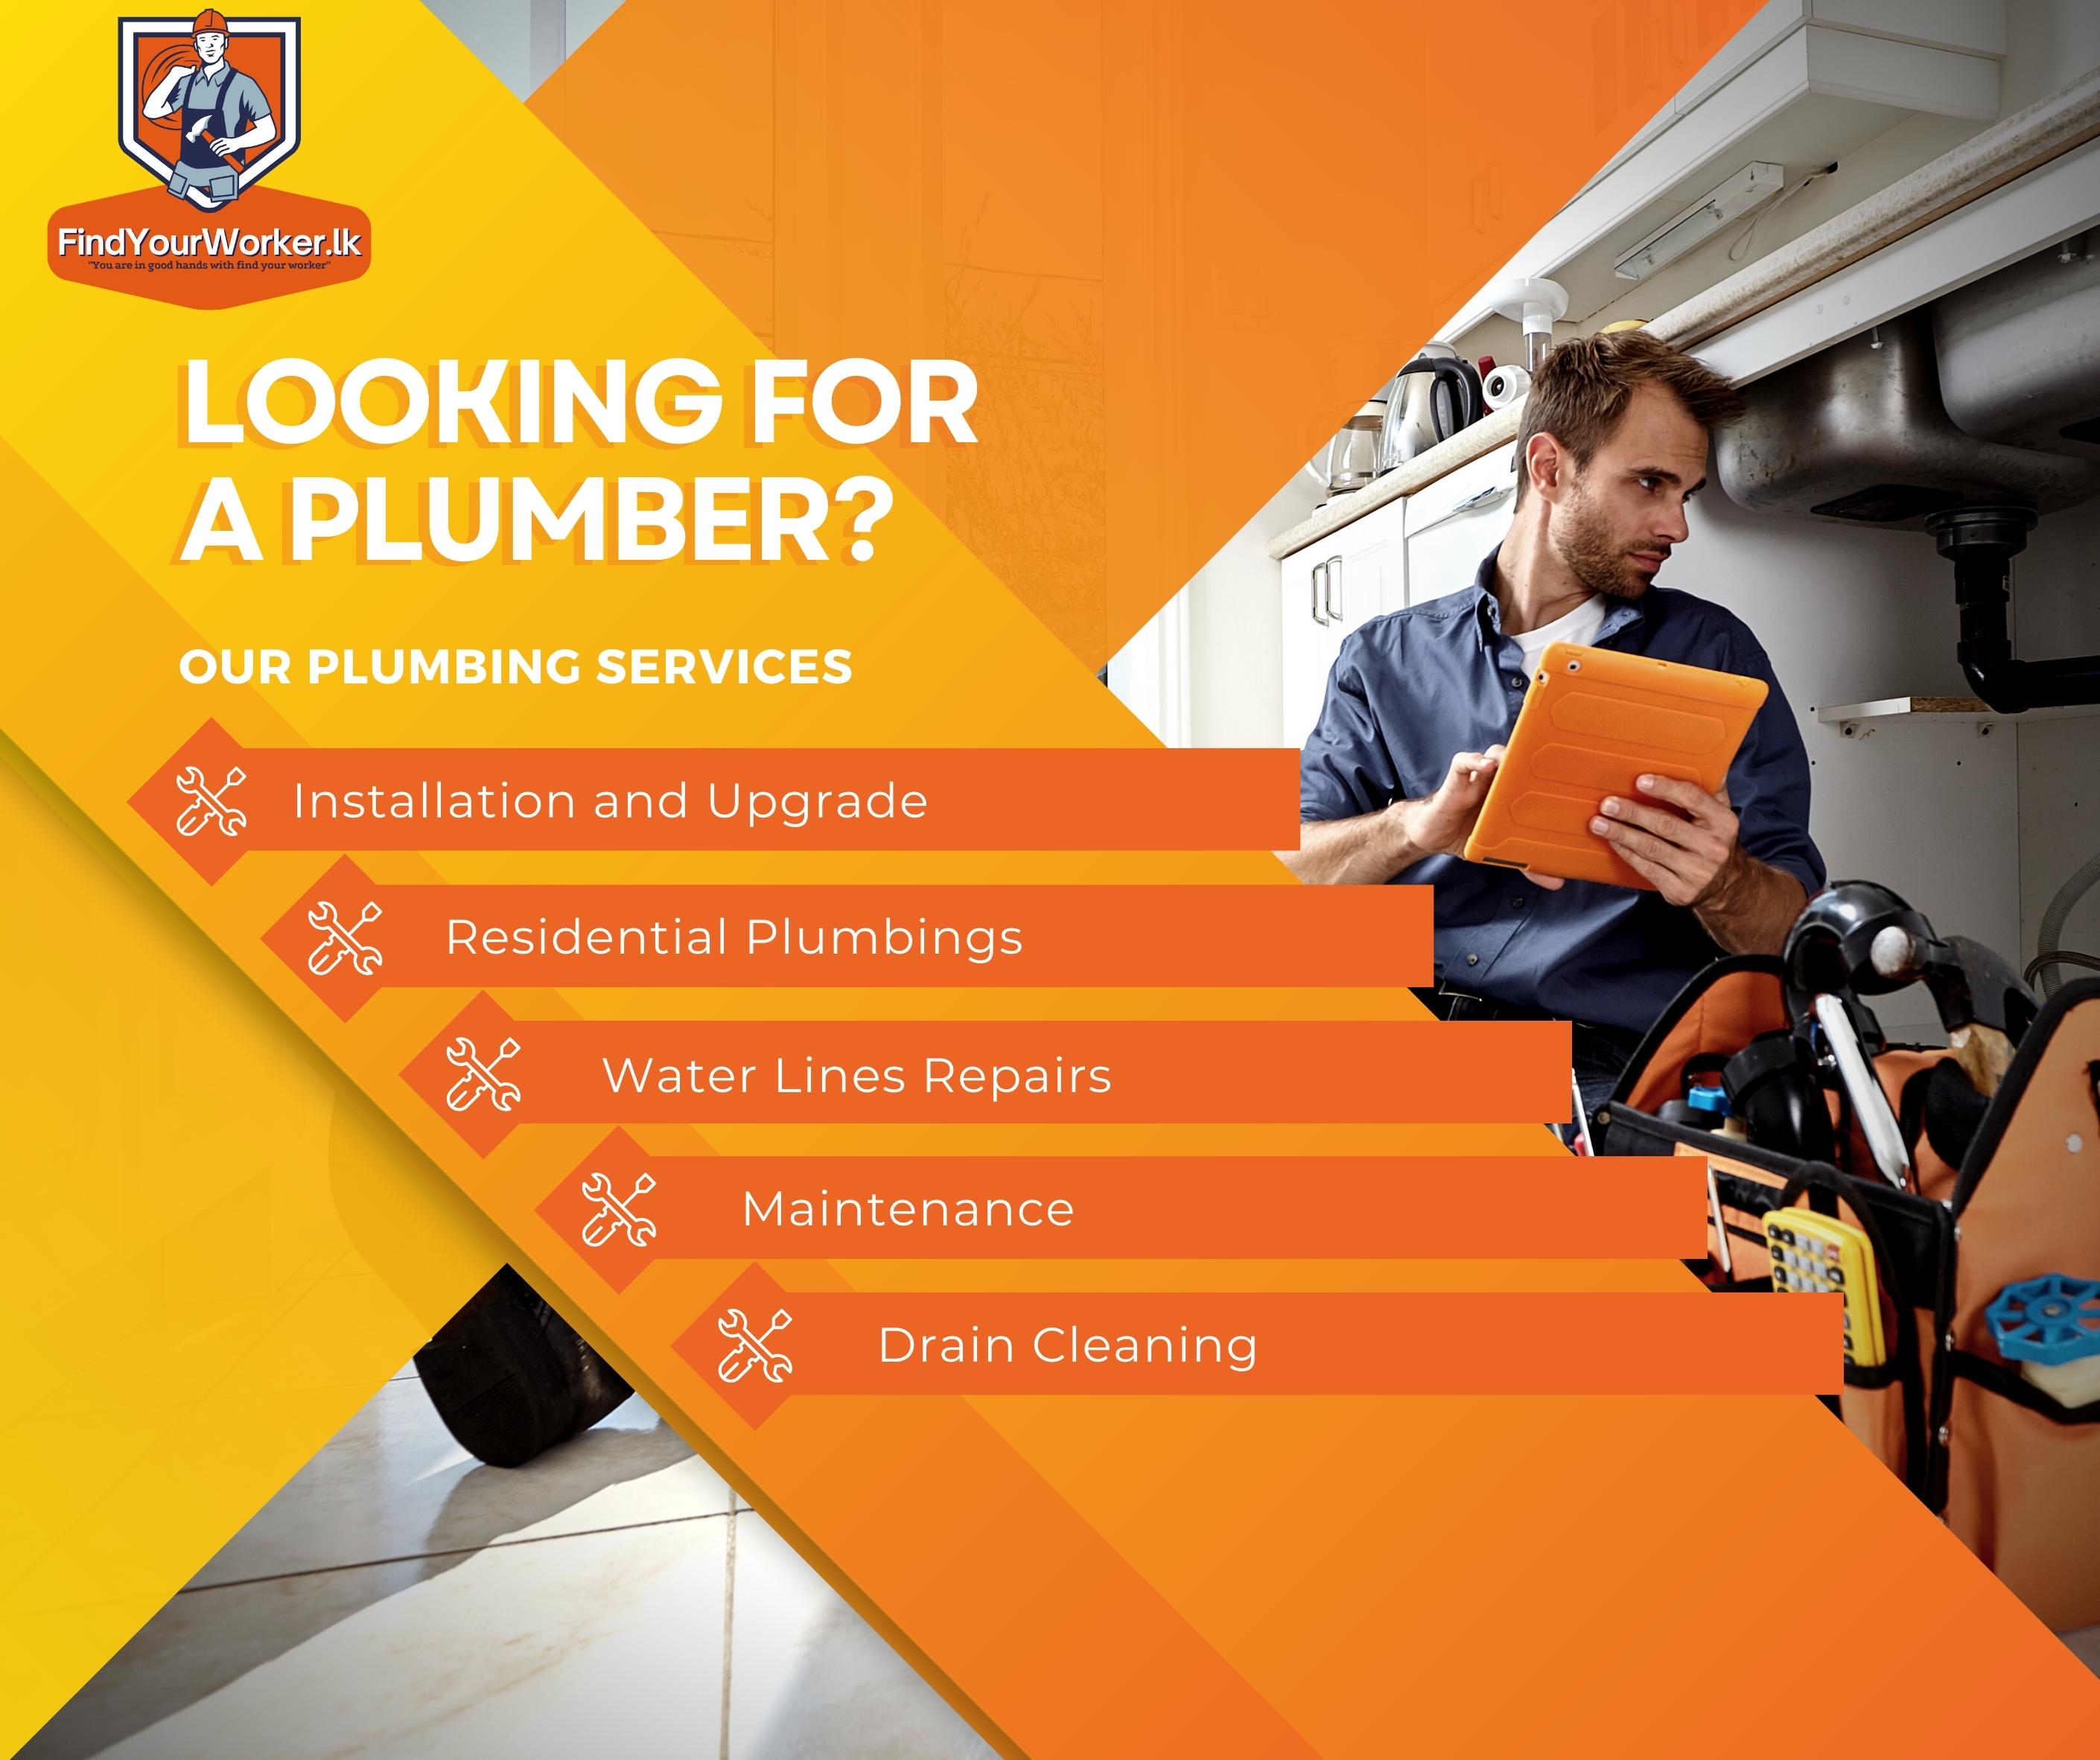 FindYourWorker.lk
"You are in good hands with find your worker"
LOOKING FOR
A PLUMBER?
OUR PLUMBING SERVICES
Installation and Upgrade
Residential Plumbings
Water Lines Repairs
Maintenance
Drain Cleaning